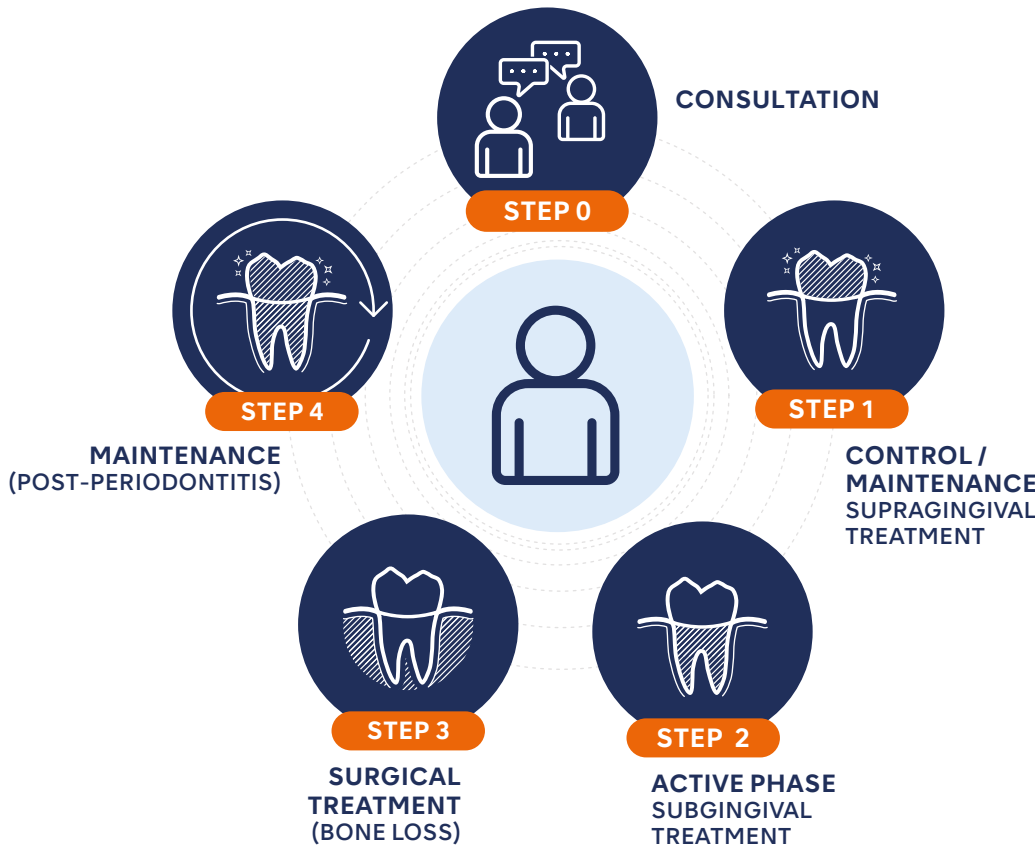 CONSULTATION
STEP 0
STEP 1
CONTROL /
MAINTENANCE
SUPRAGINGIVAL
TREATMENT
STEP 2
ACTIVE PHASE
SUBGINGIVAL
TREATMENT
STEP 3
SURGICAL
TREATMENT
(BONE LOSS)
STEP 4
MAINTENANCE
(POST-PERIODONTITIS)